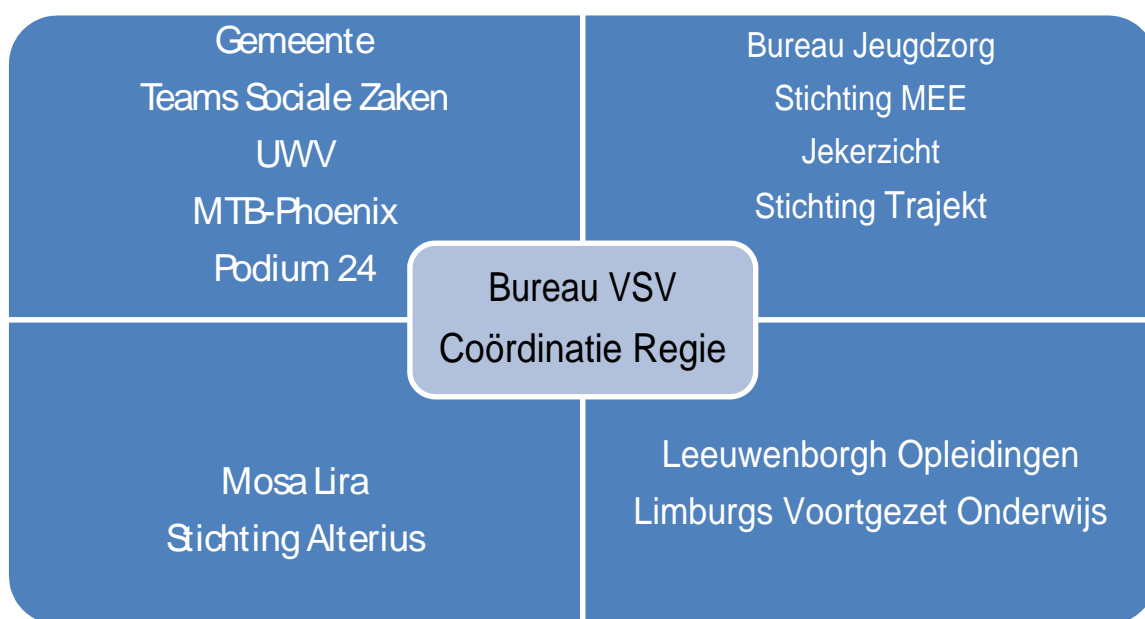 Gemeente
Teams Sociale Zaken
UWV
MTB-Phoenix
Podium 24
Bureau Jeugdzorg
Stichting MEE
Jekerzicht
Stichting Trajekt
Bureau VSV
Coördinatie Regie
Mosa Lira
Stichting Alterius
Leeuwenborgh Opleidingen
Limburgs Voortgezet Onderwijs